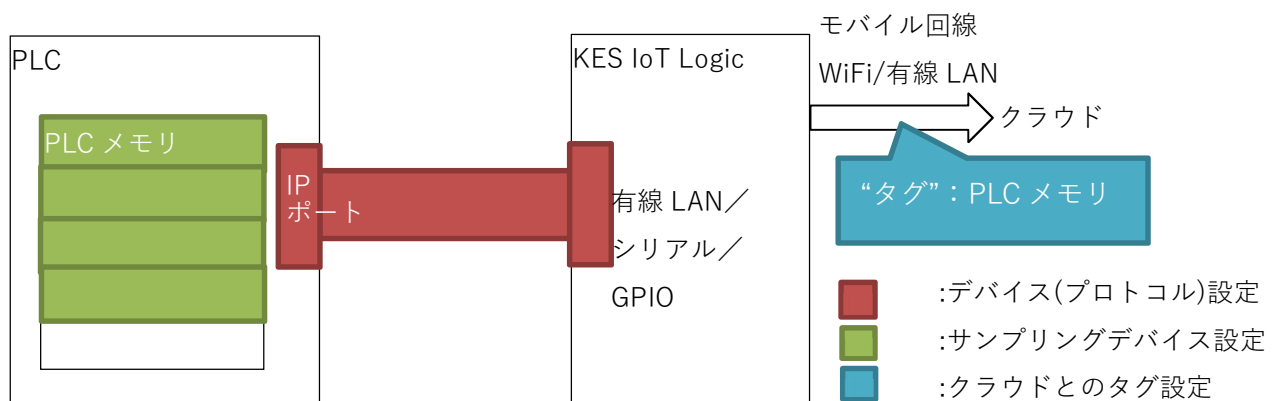 PLC
PLC メモリ
IP
ポート
KES IoT Logic
有線 LAN／
シリアル／
GPIO
モバイル回線
WiFi/有線 LAN
クラウド
“タグ”：PLC メモリ
:デバイス(プロトコル)設定
:サンプリングデバイス設定
:クラウドとのタグ設定